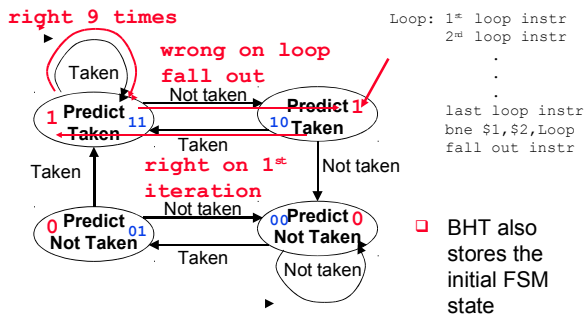 right 9 times
wrong on loop
fall out
Taken
Not taken
1 Predict 11
Taken
Predict 1
10 Taken
Taken
Taken
right on 1st
iteration
Not taken
Not taken
0 Predict 01
Not Taken
00 Predict 0
Not Taken
Taken
Not taken
Loop: 1st loop instr
2nd loop instr
.
.
.
last loop instr
bne $1,$2,Loop
fall out instr
BHT also
stores the
initial FSM
state